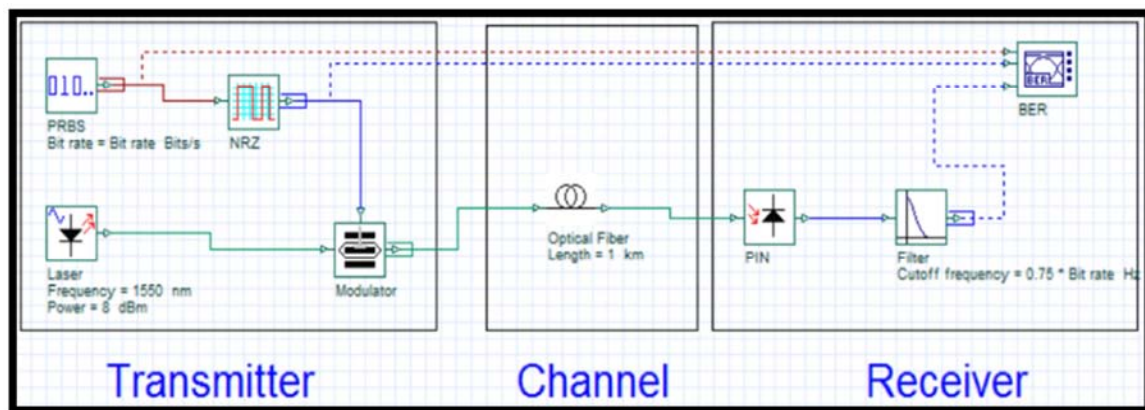 010..
PRBS
Bit rate = Bit rate Bits/s
NRZ
Laser
Frequency = 1550 nm
Power = 8 dBm
Modulator
Optical Fiber
Length = 1 km
PIN
Filter
Cutoff frequency = 0.75 * Bit rate Hz
BER
BER
Transmitter
Channel
Receiver